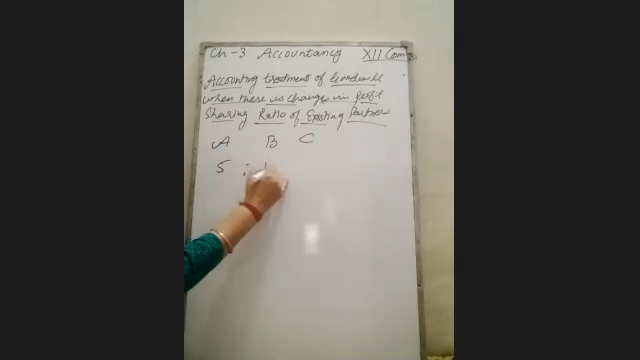 Ch-3 Accountancy XII Com
Accounting treatment of Goodwill
when there is change in profit
Sharing Ratio of Existing Partners
A B C
5 :